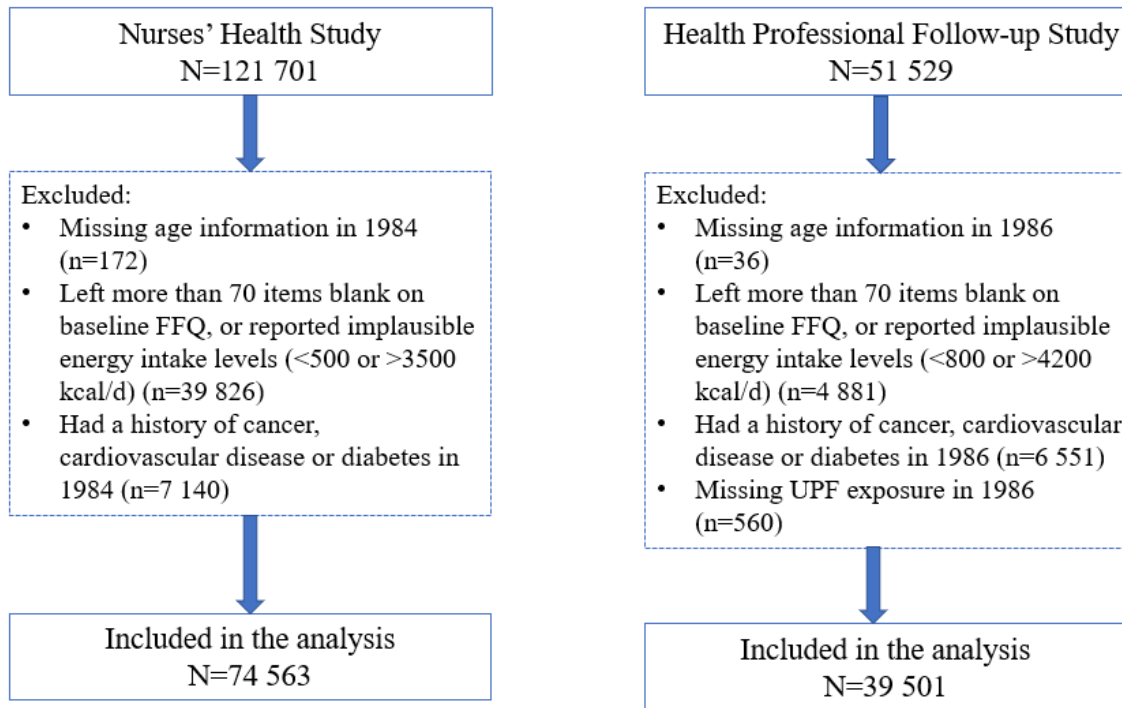 Nurses’ Health Study
N=121 701
Excluded:
• Missing age information in 1984
(n=172)
• Left more than 70 items blank on
baseline FFQ, or reported implausible
energy intake levels (<500 or >3500
kcal/d) (n=39 826)
• Had a history of cancer,
cardiovascular disease or diabetes in
1984 (n=7 140)
Included in the analysis
N=74 563
Health Professional Follow-up Study
N=51 529
Excluded:
• Missing age information in 1986
(n=36)
• Left more than 70 items blank on
baseline FFQ, or reported implausible
energy intake levels (<800 or >4200
kcal/d) (n=4 881)
• Had a history of cancer, cardiovascular
disease or diabetes in 1986 (n=6 551)
• Missing UPF exposure in 1986
(n=560)
Included in the analysis
N=39 501